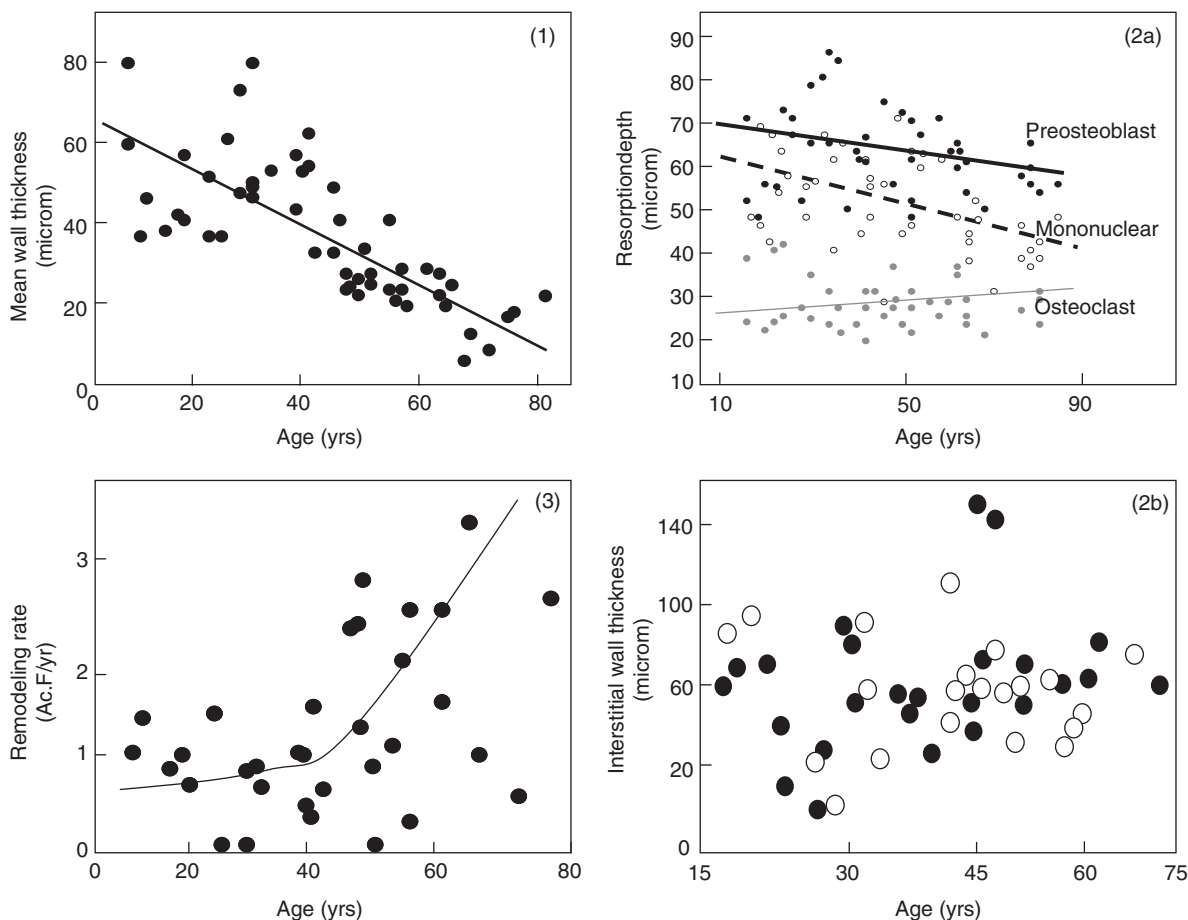 (1)
Mean wall thickness
(microm)
80
60
40
20
0
0 20 40 60 80
Age (yrs)
(2a)
Resorptiondepth
(microm)
90
80
70
60
50
40
30
20
10
Preosteoblast
Mononuclear
Osteoclast
10 50 90
Age (yrs)
(3)
Remodeling rate
(Ac.F/yr)
3
2
1
0
0 20 40 60 80
Age (yrs)
(2b)
Interstitial wall thickness
(microm)
140
100
60
20
0
15 30 45 60 75
Age (yrs)